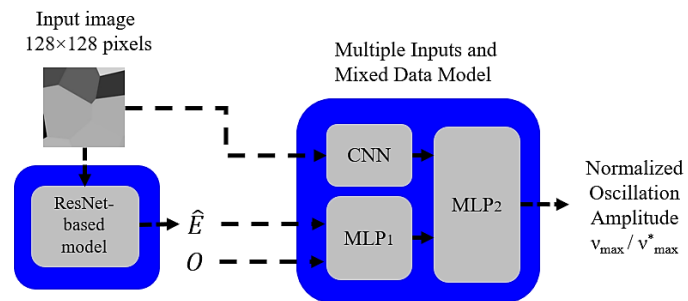 Input image
128×128 pixels
Multiple Inputs and
Mixed Data Model
CNN
ResNet-
based
model
Ê
O
MLP1
MLP2
Normalized
Oscillation
Amplitude
νmax / ν*max